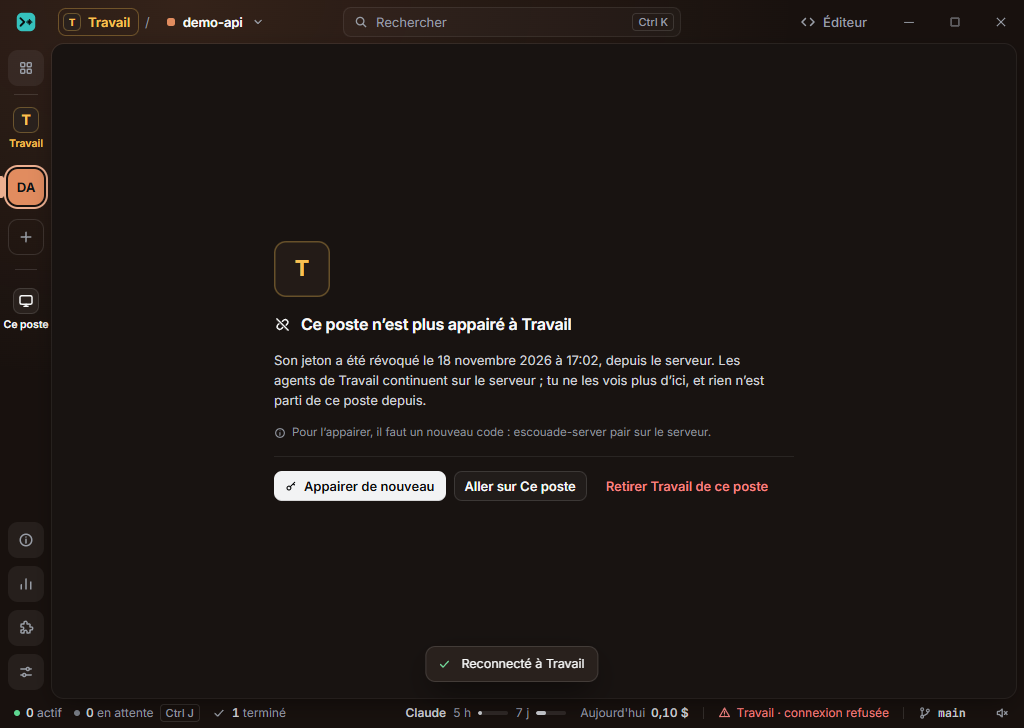 T Travail / demo-api
Rechercher Ctrl K
Éditeur
T
Travail
DA
Ce poste
T
Ce poste n’est plus appairé à Travail
Son jeton a été révoqué le 18 novembre 2026 à 17:02, depuis le serveur. Les
agents de Travail continuent sur le serveur ; tu ne les vois plus d’ici, et rien n’est
parti de ce poste depuis.
Pour l’appairer, il faut un nouveau code : escouade-server pair sur le serveur.
Appairer de nouveau
Aller sur Ce poste
Retirer Travail de ce poste
Reconnecté à Travail
0 actif 0 en attente Ctrl J 1 terminé
Claude 5 h 7 j Aujourd'hui 0,10 $
Travail · connexion refusée main